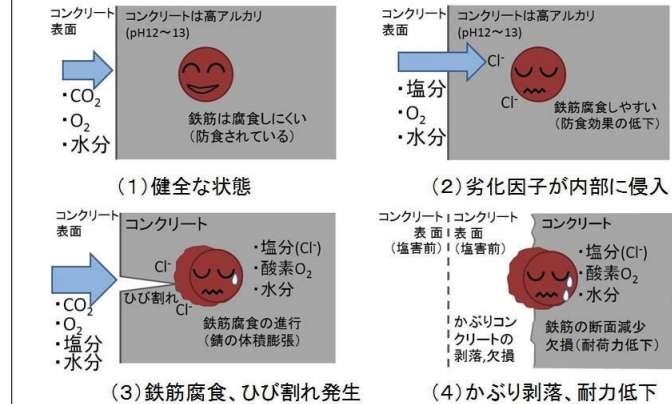 コンクリート
表面
コンクリートは高アルカリ
(pH12～13)
・CO₂
・O₂
・水分
鉄筋は腐食しにくい
(防食されている)
(1)健全な状態
コンクリート
表面
コンクリートは高アルカリ
(pH12～13)
Cl⁻
Cl⁻
・塩分
・O₂
・水分
鉄筋腐食しやすい
(防食効果の低下)
(2)劣化因子が内部に侵入
コンクリート
表面
コンクリート
Cl⁻
ひび割れ
Cl⁻
・塩分(Cl⁻)
・酸素O₂
・水分
・CO₂
・O₂
・塩分
・水分
鉄筋腐食の進行
(錆の体積膨張)
(3)鉄筋腐食、ひび割れ発生
コンクリート
表面
(塩害前)
コンクリート
表面
(塩害前)
コンクリート
・塩分(Cl⁻)
・酸素O₂
・水分
かぶりコン
クリートの
剥落,欠損
鉄筋の断面減少
欠損(耐荷力低下)
(4)かぶり剥落、耐力低下